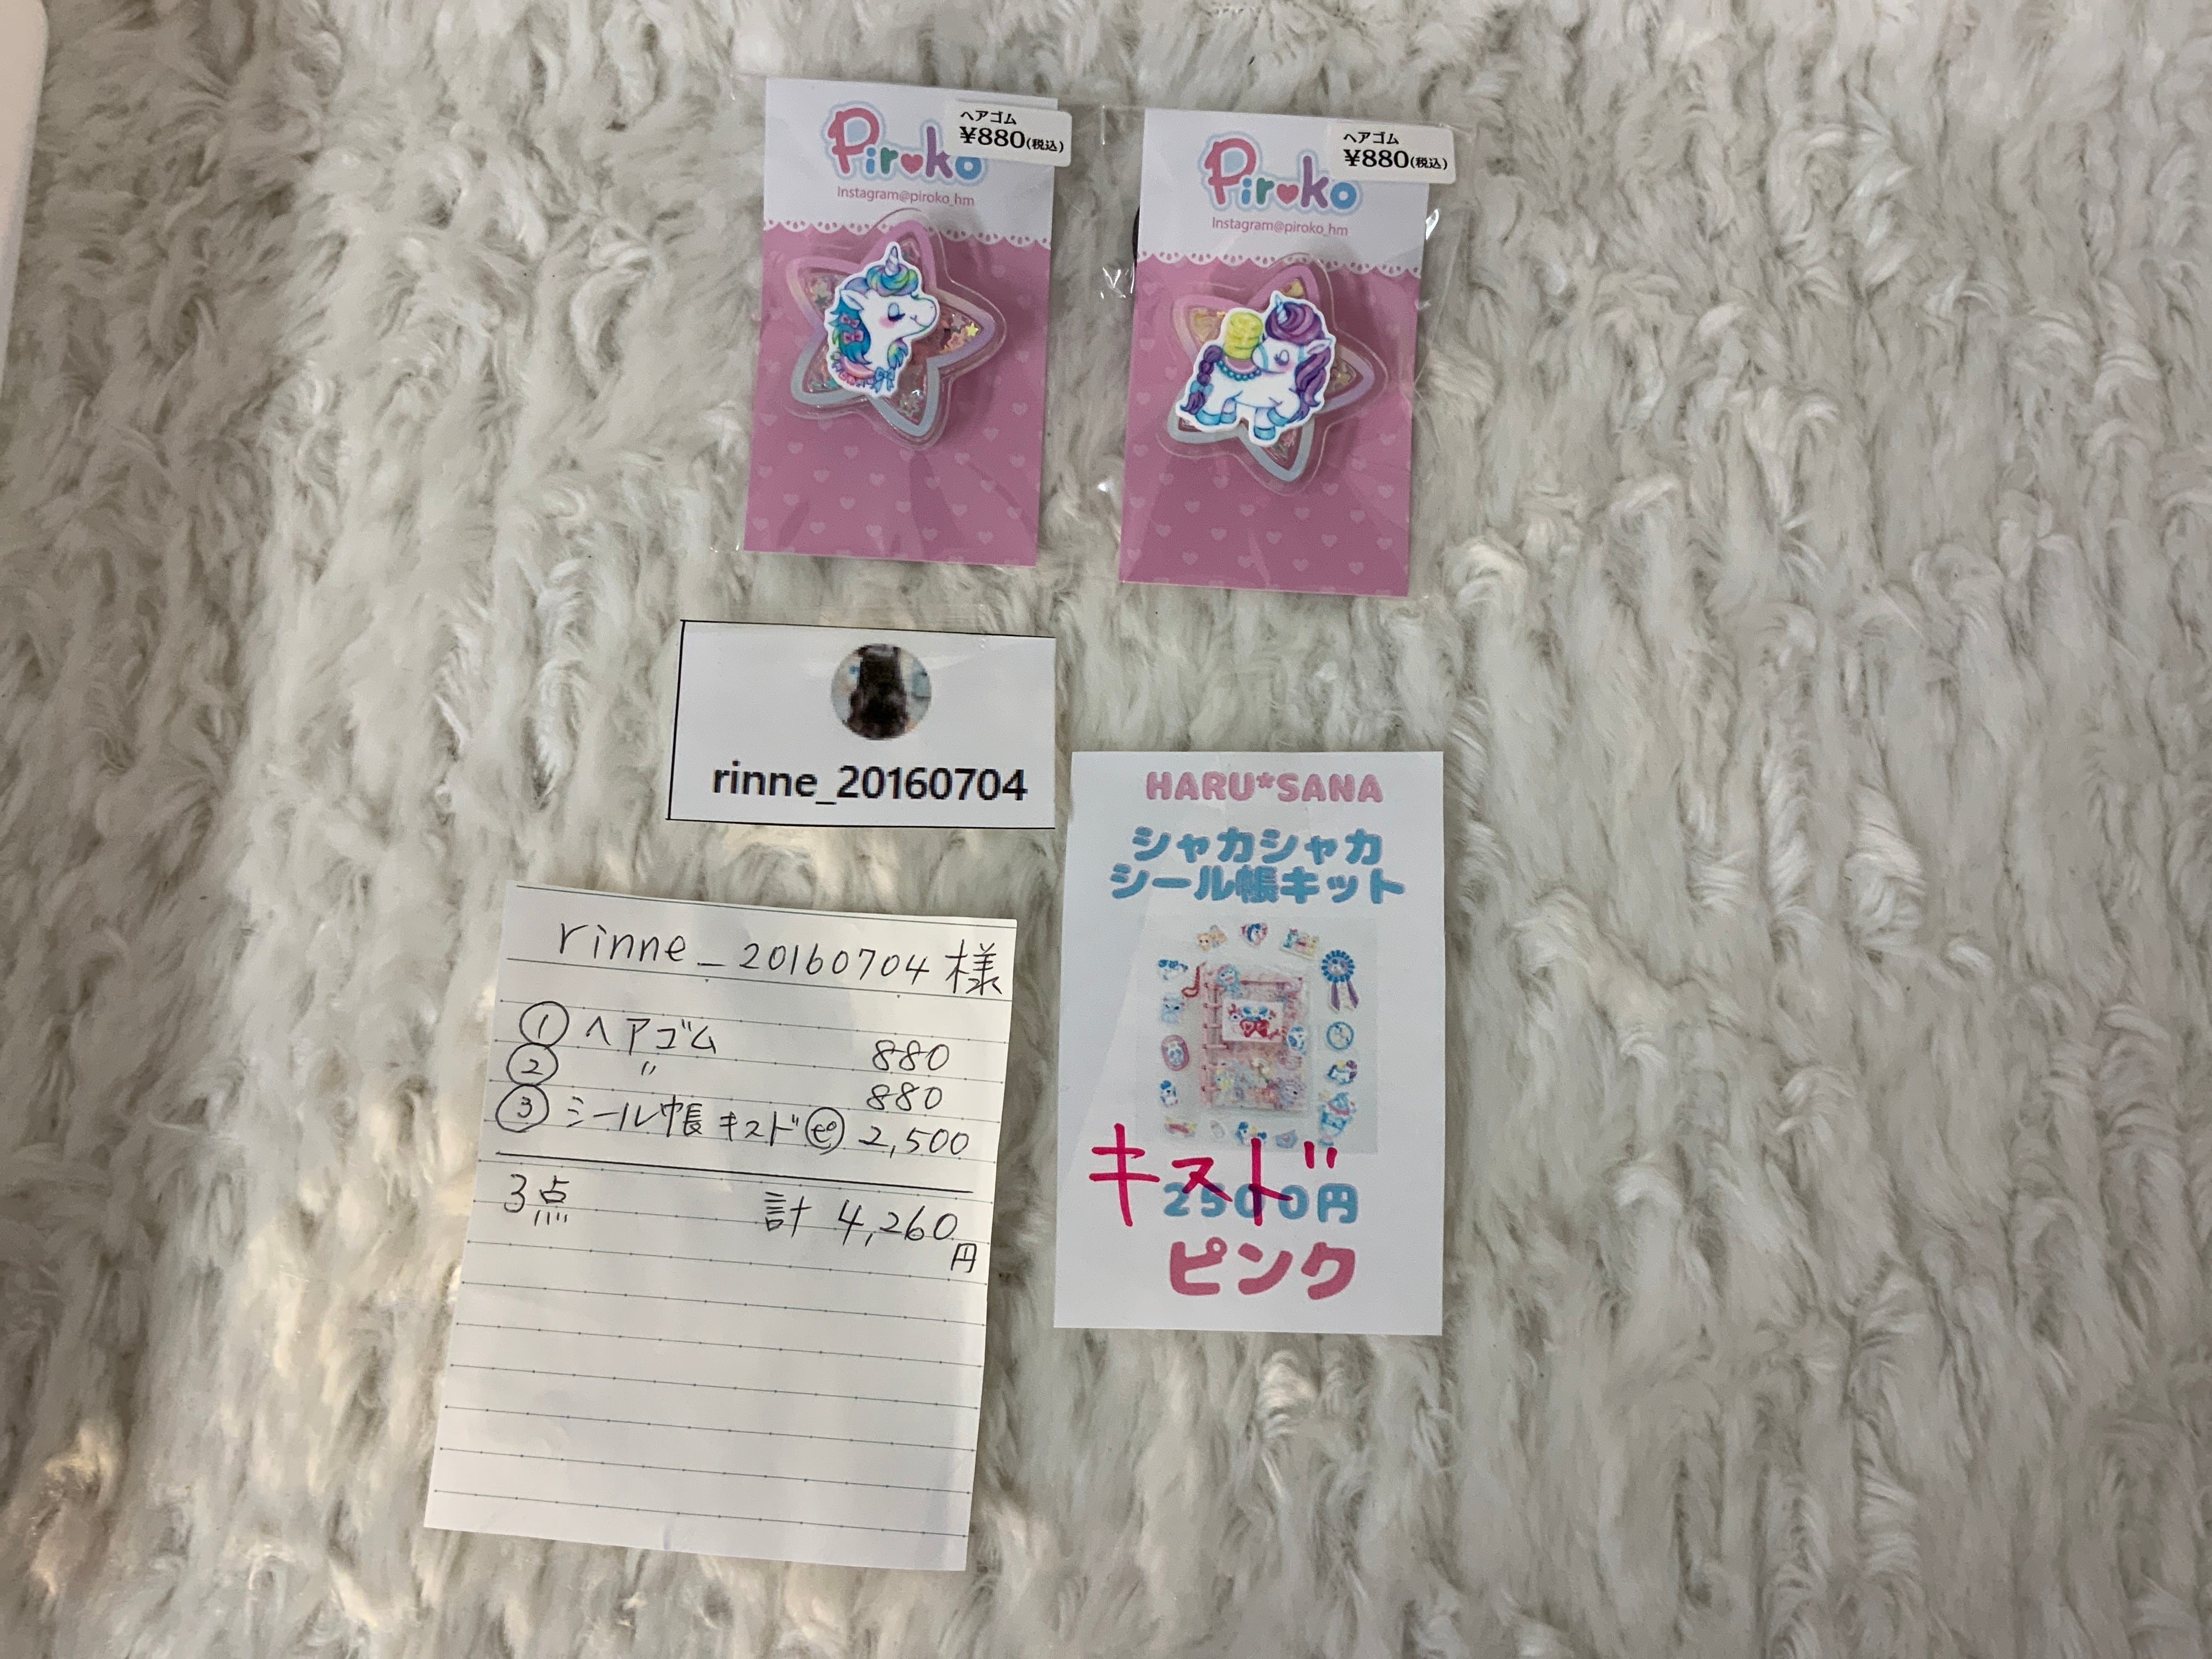 Piroko
Instagram@piroko_hm
ヘアゴム
¥880(税込)
Piroko
Instagram@piroko_hm
ヘアゴム
¥880(税込)
rinne_20160704
HARU*SANA
シャカシャカ
シール帳キット
キスド
2500円
ピンク
rinne_20160704様
① ヘアゴム 880
② 〃 880
③ シール帳キスド㋪ 2,500
3点 計 4,260
円